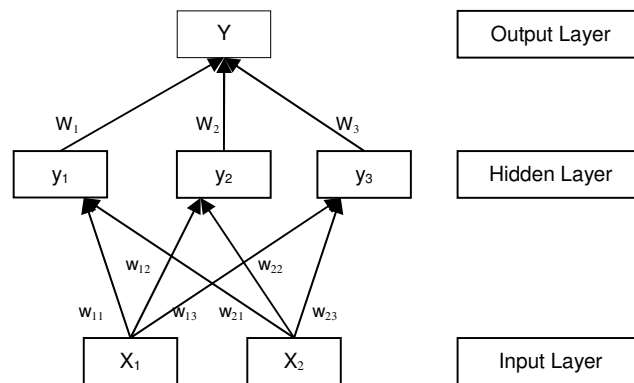 Y Output Layer
W₁ W₂ W₃
y₁ y₂ y₃ Hidden Layer
w₁₂ w₂₂
w₁₁ w₁₃ w₂₁ w₂₃
X₁ X₂ Input Layer